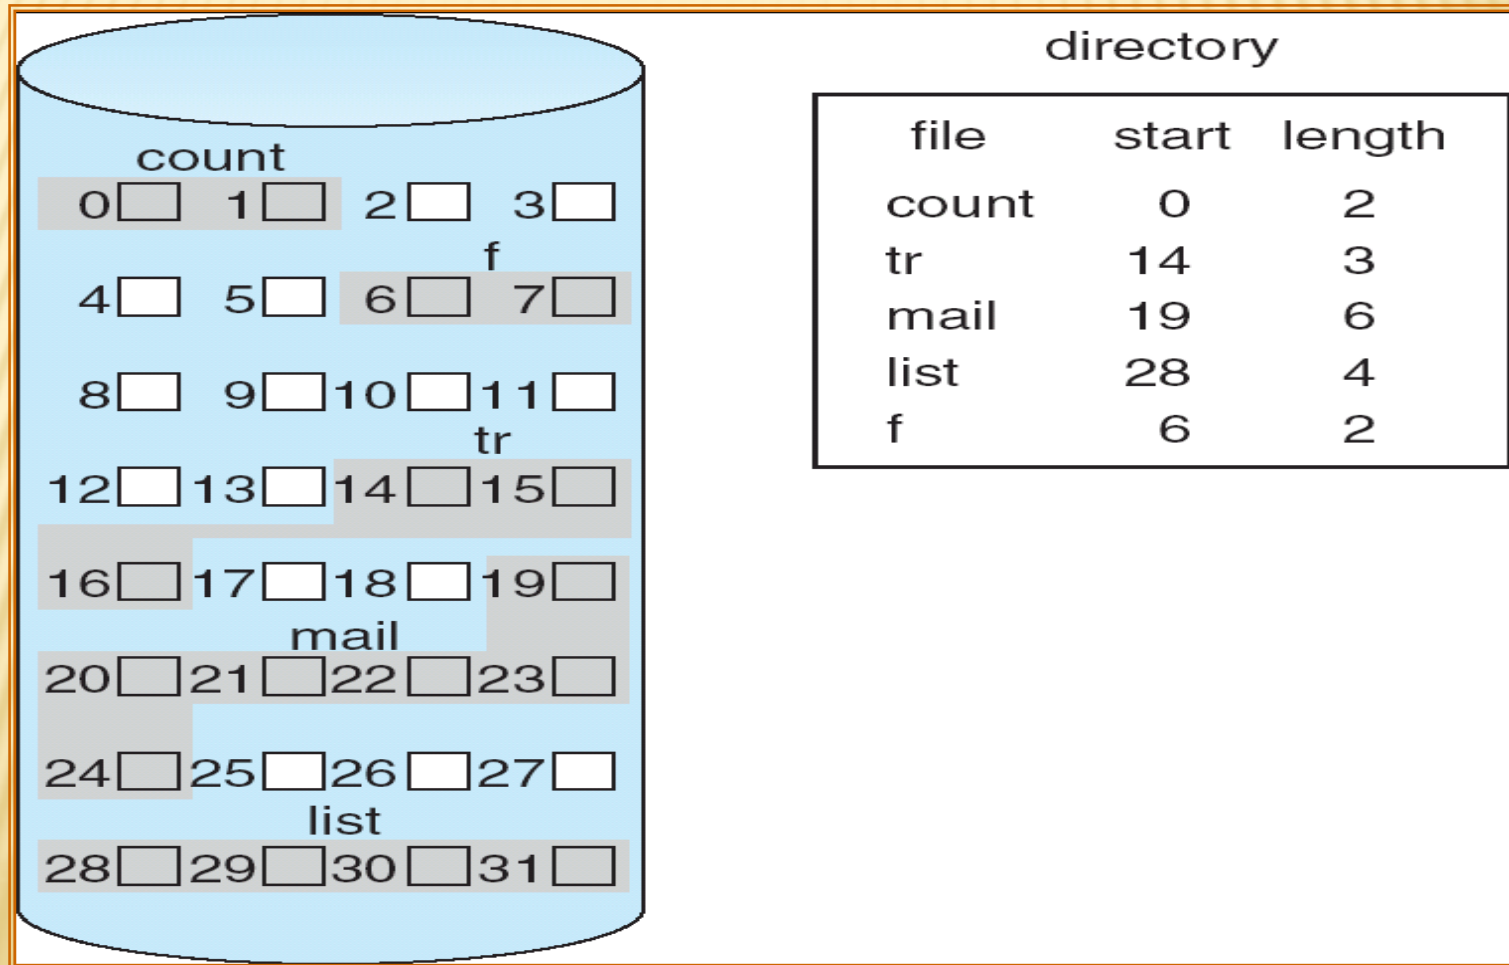 directory
file start length
count 0 2
tr 14 3
mail 19 6
list 28 4
f 6 2
count
0 1 2 3
f
4 5 6 7
8 9 10 11
tr
12 13 14 15
16 17 18 19
mail
20 21 22 23
24 25 26 27
list
28 29 30 31